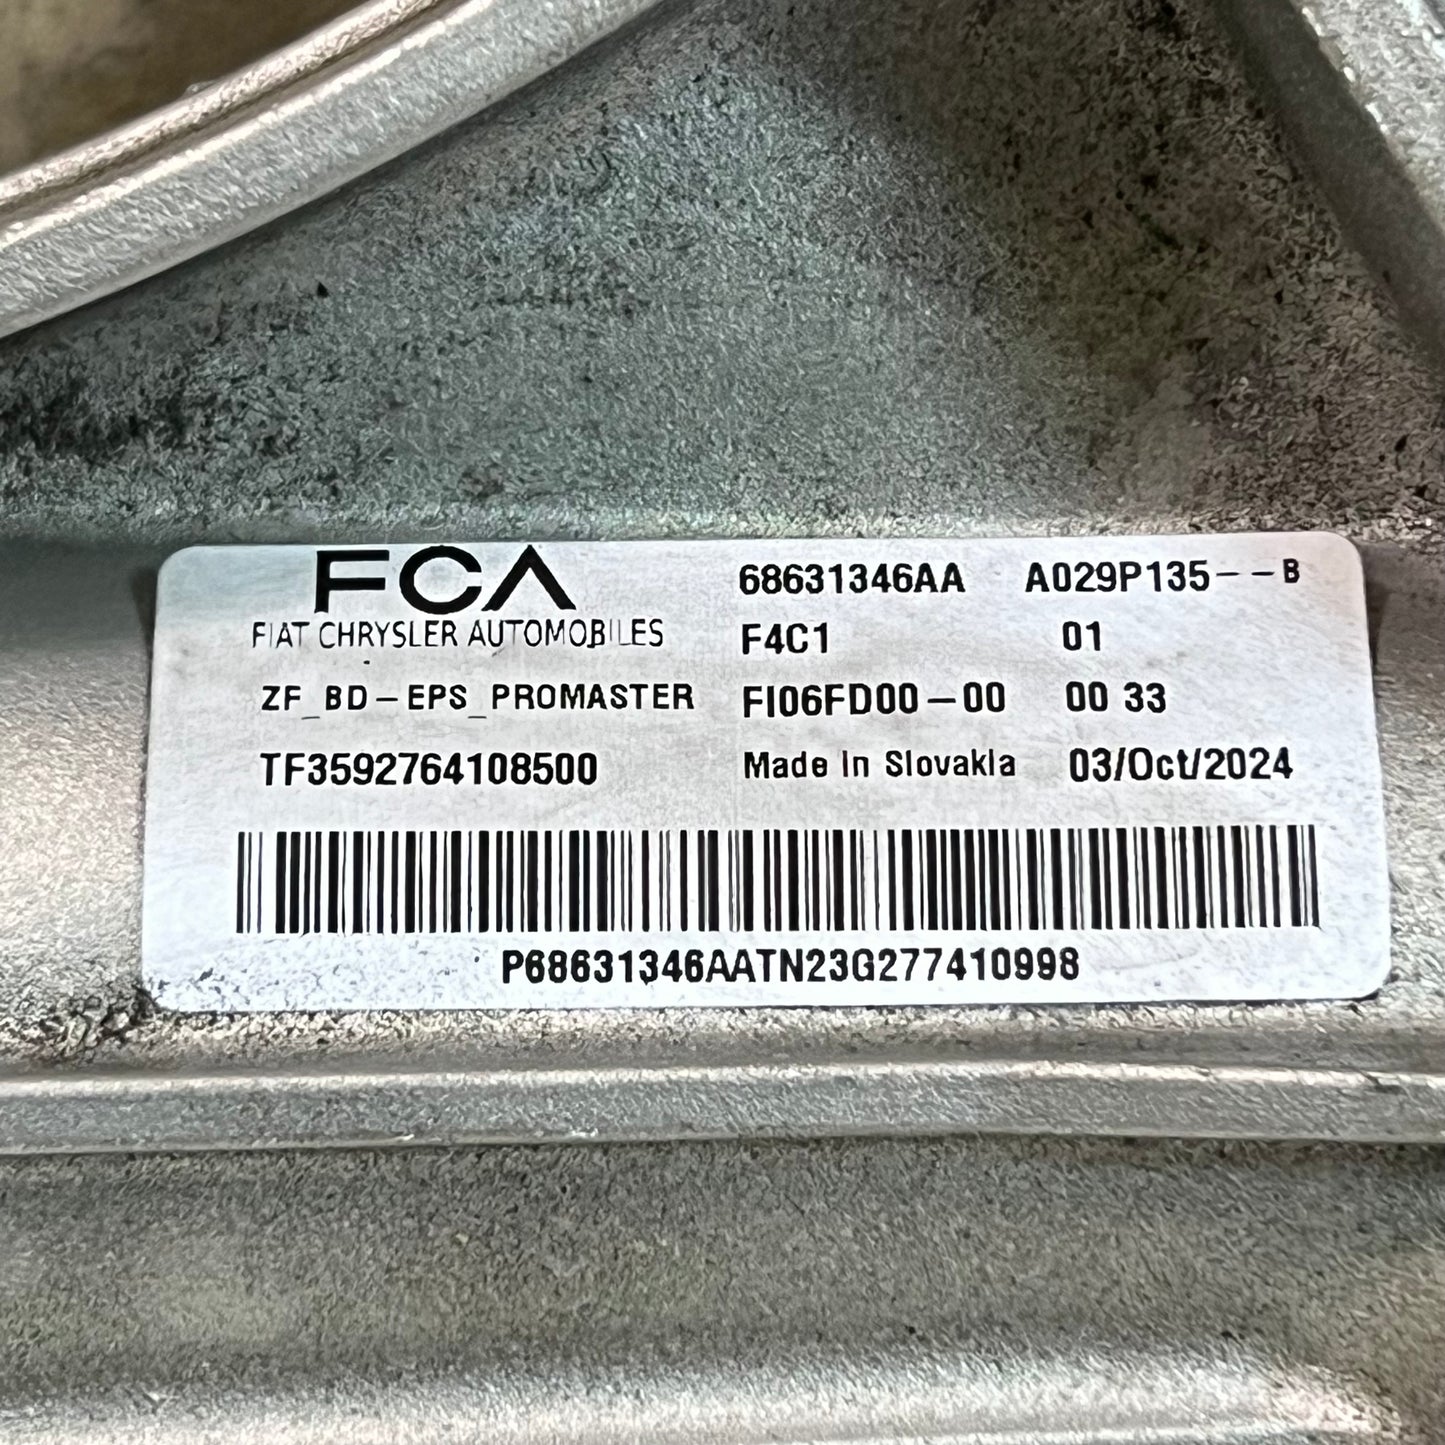 FCA
FIAT CHRYSLER AUTOMOBILES
ZF_BD-EPS_PROMASTER
TF3592764108500
68631346AA A029P135--B
F4C1 01
FI06FD00-00 00 33
Made In Slovakia 03/Oct/2024
P68631346AATN23G277410998